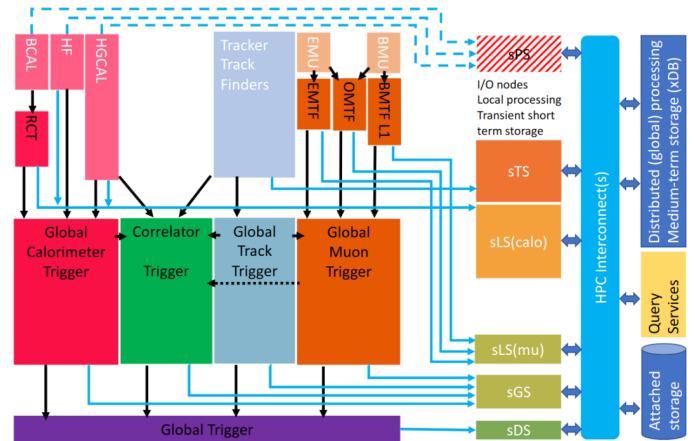 BCAL
HF
HGCAL
Tracker
Track
Finders
EMU
BMU
RCT
EMTF
OMTF
BMTF L1
sPS
I/O nodes
Local processing
Transient short
term storage
sTS
sLS(calo)
Global
Calorimeter
Trigger
Correlator
Trigger
Global
Track
Trigger
Global
Muon
Trigger
sLS(mu)
sGS
Global Trigger
sDS
HPC Interconnect(s)
Distributed (global) processing
Medium-term storage (xDB)
Query
Services
Attached
storage